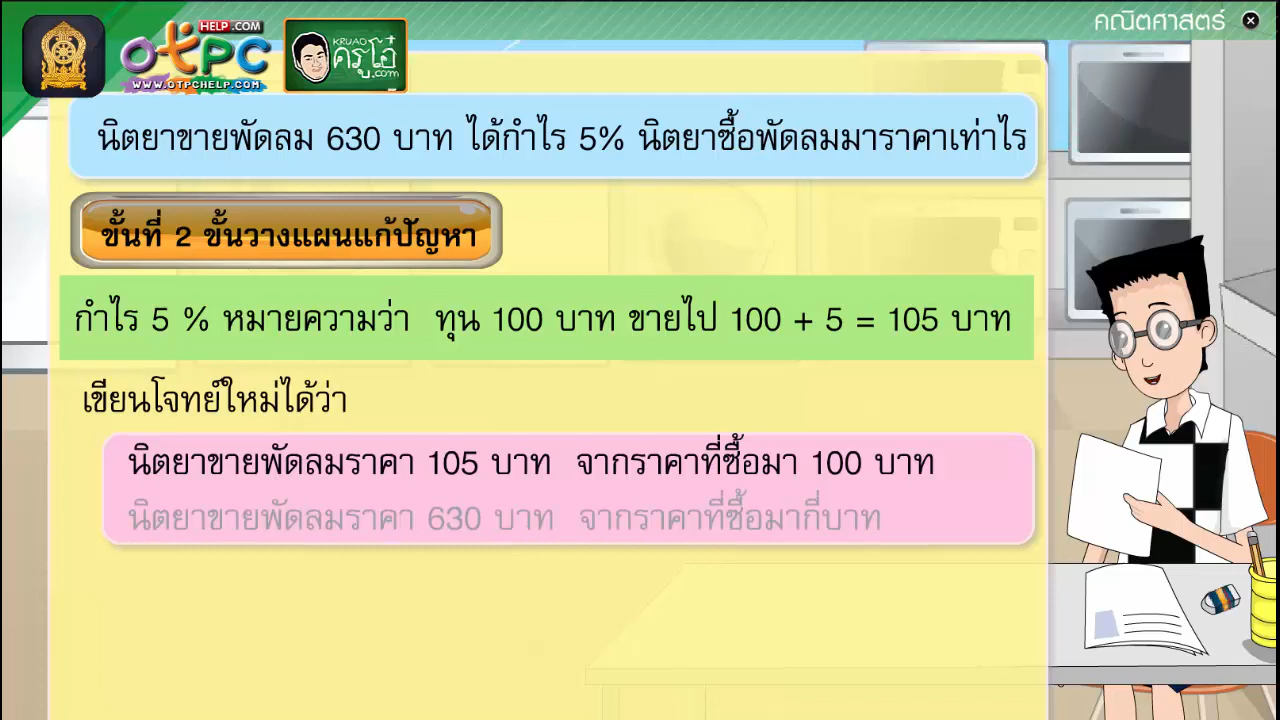 คณิตศาสตร์
HELP.COM
OTPC
WWW.OTPCHELP.COM
KRUAO
ครูโอ๋
.com
นิตยาขายพัดลม 630 บาท ได้กำไร 5% นิตยาซื้อพัดลมมาราคาเท่าไร
ขั้นที่ 2 ขั้นวางแผนแก้ปัญหา
กำไร 5 % หมายความว่า ทุน 100 บาท ขายไป 100 + 5 = 105 บาท
เขียนโจทย์ใหม่ได้ว่า
นิตยาขายพัดลมราคา 105 บาท จากราคาที่ซื้อมา 100 บาท
นิตยาขายพัดลมราคา 630 บาท จากราคาที่ซื้อมากี่บาท